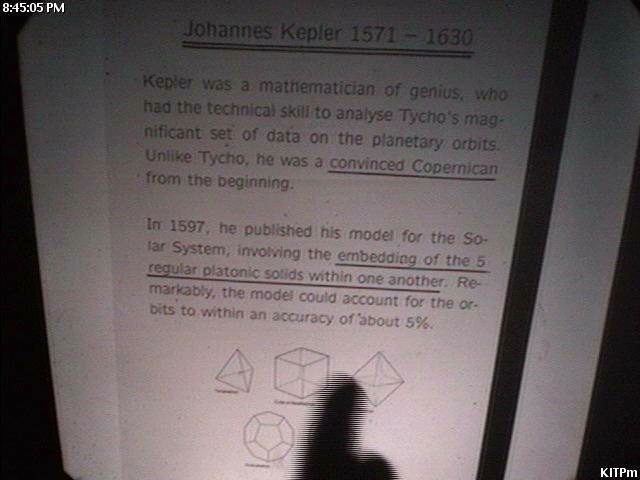 8:45:05 PM
Johannes Kepler 1571 – 1630
Kepler was a mathematician of genius, who
had the technical skill to analyse Tycho's mag-
nificant set of data on the planetary orbits.
Unlike Tycho, he was a convinced Copernican
from the beginning.
In 1597, he published his model for the So-
lar System, involving the embedding of the 5
regular platonic solids within one another. Re-
markably, the model could account for the or-
bits to within an accuracy of about 5%.
KITPm